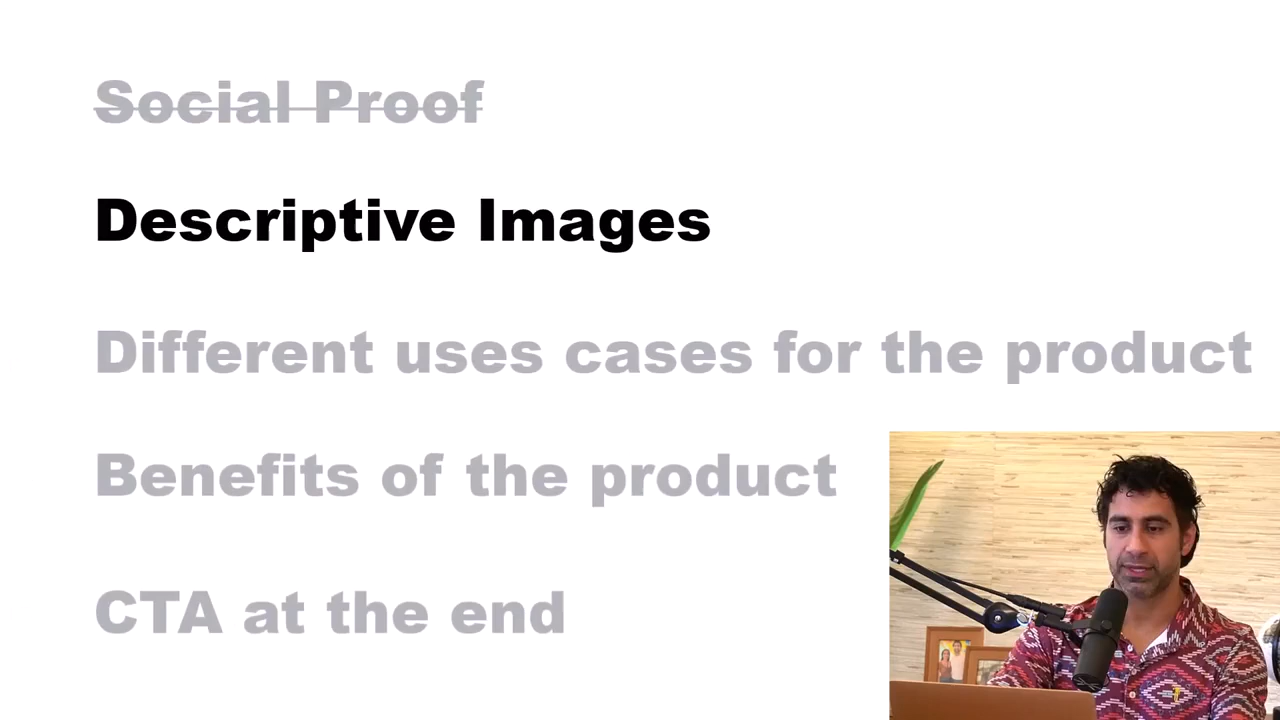 Social Proof
Descriptive Images
Different uses cases for the product
Benefits of the product
CTA at the end